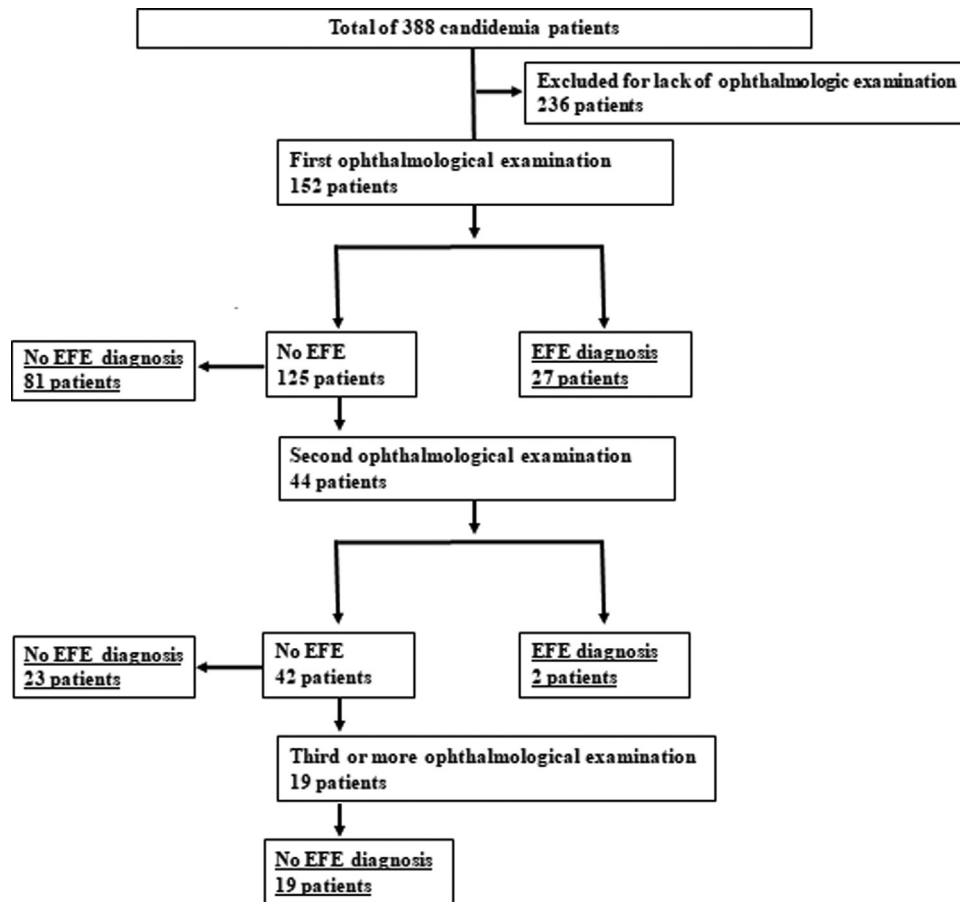 Total of 388 candidemia patients
Excluded for lack of ophthalmologic examination
236 patients
First ophthalmological examination
152 patients
No EFE diagnosis
81 patients
No EFE
125 patients
EFE diagnosis
27 patients
Second ophthalmological examination
44 patients
No EFE diagnosis
23 patients
No EFE
42 patients
EFE diagnosis
2 patients
Third or more ophthalmological examination
19 patients
No EFE diagnosis
19 patients